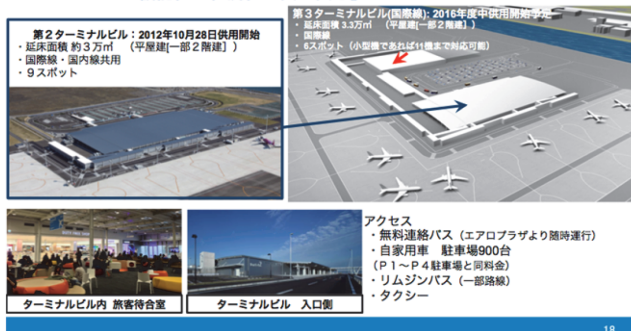 第２ターミナルビル：2012年10月28日供用開始
・延床面積 約３万㎡ （平屋建[一部２階建]）
・国際線・国内線共用
・９スポット
第３ターミナルビル(国際線): 2016年度中供用開始予定
・延床面積 3.3万㎡ （平屋建[一部２階建]）
・国際線
・6スポット（小型機であれば11機まで対応可能）
アクセス
・無料連絡バス（エアロプラザより随時運行）
・自家用車 駐車場900台
（Ｐ１～Ｐ４駐車場と同料金）
・リムジンバス（一部路線）
・タクシー
ターミナルビル内 旅客待合室
ターミナルビル 入口側
18